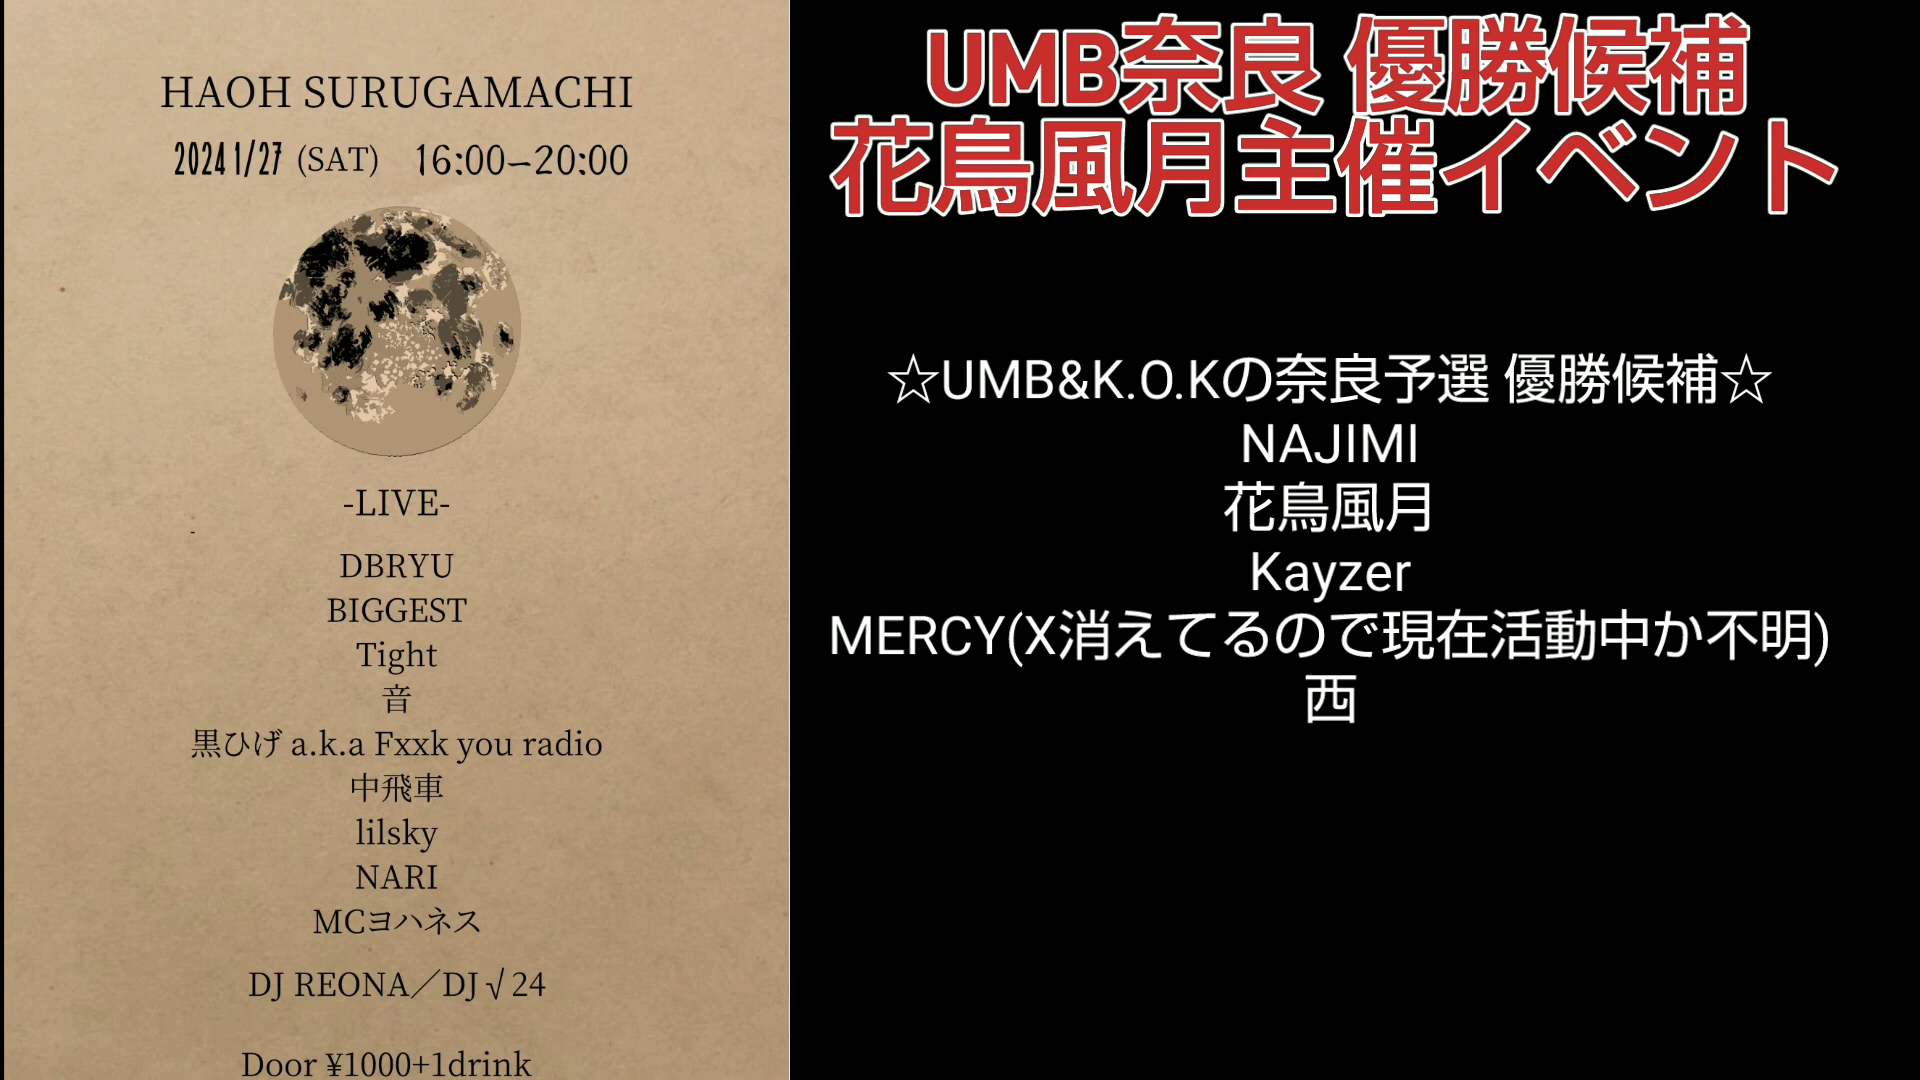 HAOH SURUGAMACHI
2024 1/27 (SAT) 16:00–20:00
-LIVE-
DBRYU
BIGGEST
Tight
音
黒ひげ a.k.a Fxxk you radio
中飛車
lilsky
NARI
MCヨハネス
DJ REONA／DJ √ 24
Door ¥1000+1drink
UMB奈良 優勝候補
花鳥風月主催イベント
☆UMB&K.O.Kの奈良予選 優勝候補☆
NAJIMI
花鳥風月
Kayzer
MERCY(X消えてるので現在活動中か不明)
西